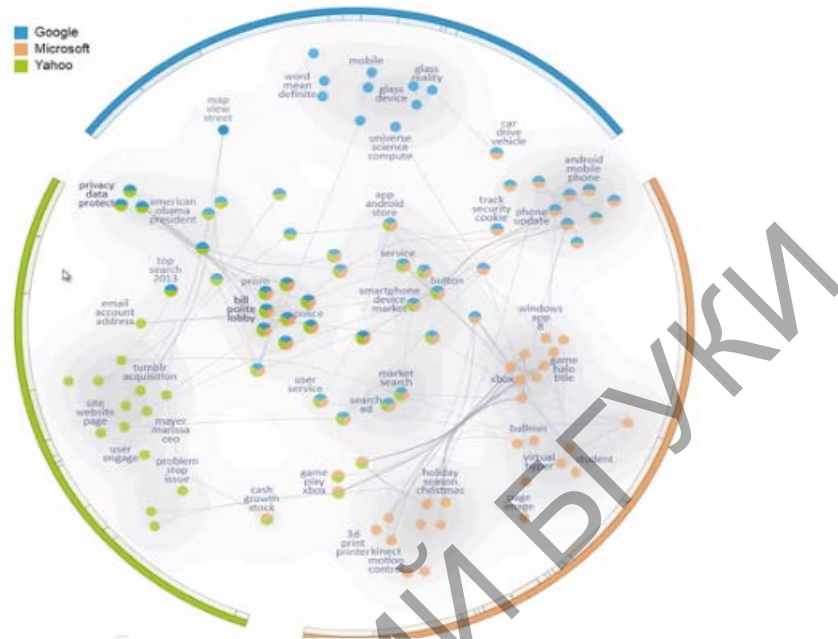 Google
Microsoft
Yahoo
mobile
glass
reality
word
mean
definite
glass
device
map
view
street
universe
science
compute
car
drive
vehicle
android
mobile
phone
privacy
data
protect
american
obama
president
app
android
store
track
security
cookie
phone
update
top
search
2013
service
prism
button
bill
polite
lobby
police
smartphone
device
market
email
account
address
windows
app
8
tumblr
acquisition
game
halo
title
xbox
market
search
user
service
search
ad
site
website
page
mayer
marissa
ceo
ballmer
user
engage
virtual
hyper
student
problem
stop
issue
game
play
xbox
holiday
season
christmas
cash
growth
stock
page
image
3d
print
printer
kinect
motion
control
ИЙ БГУКИ